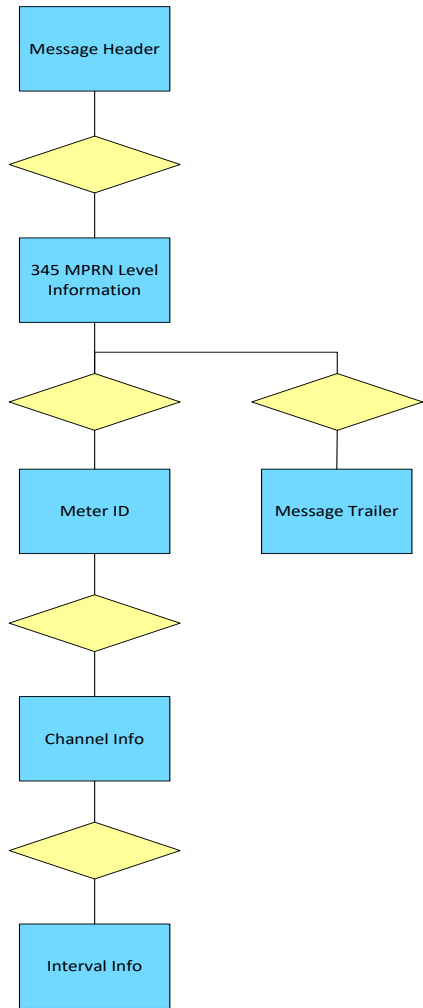 Message Header
345 MPRN Level
Information
Meter ID
Message Trailer
Channel Info
Interval Info